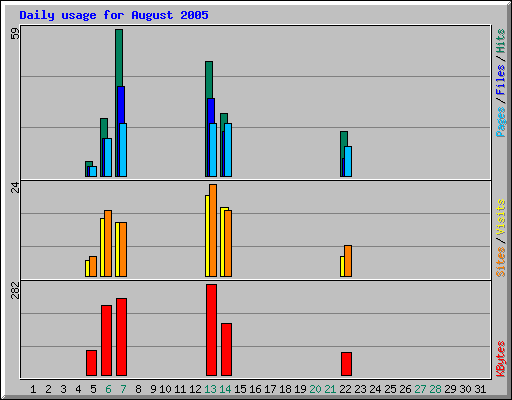 Daily usage for August 2005
59
24
282
Pages / Files / Hits
Sites / Visits
KBytes
1 2 3 4 5 6 7 8 9 10 11 12 13 14 15 16 17 18 19 20 21 22 23 24 25 26 27 28 29 30 31